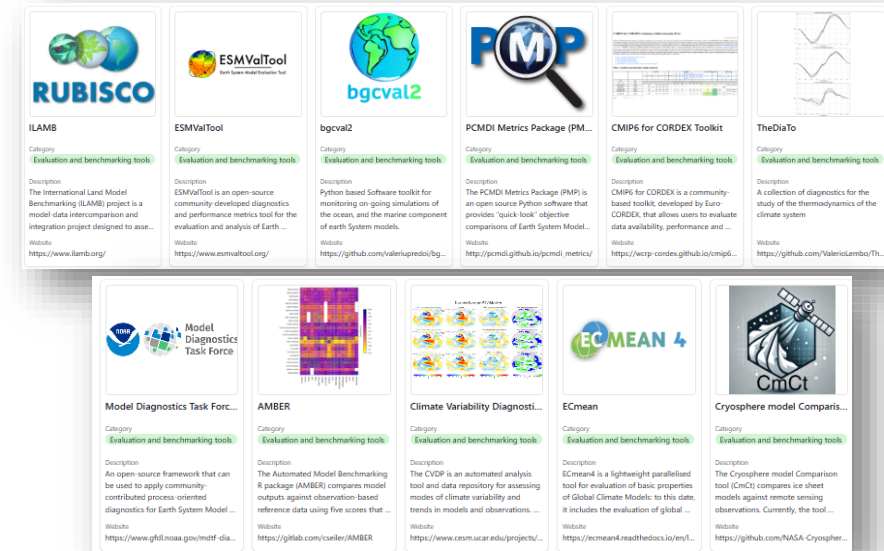 RUBISCO
ESMValTool
Earth System Model Evaluation Tool
bgcval2
PMP
ILAMB
ESMValTool
bgcval2
PCMDI Metrics Package (PM...
CMIP6 for CORDEX Toolkit
TheDiaTo
Category
Category
Category
Category
Category
Category
Evaluation and benchmarking tools
Evaluation and benchmarking tools
Evaluation and benchmarking tools
Evaluation and benchmarking tools
Evaluation and benchmarking tools
Evaluation and benchmarking tools
Description
The International Land Model
Benchmarking (ILAMB) project is a
model-data intercomparison and
integration project designed to asse...
Website
https://www.ilamb.org/
Description
ESMValTool is an open-source
community-developed diagnostics
and performance metrics tool for the
evaluation and analysis of Earth ...
Website
https://www.esmvaltool.org/
Description
Python based Software toolkit for
monitoring on-going simulations of
the ocean, and the marine component
of earth System models.
Website
https://github.com/valeriupredoi/bg...
Description
The PCMDI Metrics Package (PMP) is
an open source Python software that
provides "quick-look" objective
comparisons of Earth System Model...
Website
http://pcmdi.github.io/pcmdi_metrics/
Description
CMIP6 for CORDEX is a community-
based toolkit, developed by Euro-
CORDEX, that allows users to evaluate
data availability, performance and ...
Website
https://wcrp-cordex.github.io/cmip6...
Description
A collection of diagnostics for the
study of the thermodynamics of the
climate system
Website
https://github.com/ValerioLembo/Th...
NOAA
Model
Diagnostics
Task Force
ECMEAN 4
CmCt
Model Diagnostics Task Forc...
AMBER
Climate Variability Diagnosti...
ECmean
Cryosphere model Comparis...
Category
Category
Category
Category
Category
Evaluation and benchmarking tools
Evaluation and benchmarking tools
Evaluation and benchmarking tools
Evaluation and benchmarking tools
Evaluation and benchmarking tools
Description
An open-source framework that can
be used to apply community-
contributed process-oriented
diagnostics for Earth System Model ...
Website
https://www.gfdl.noaa.gov/mdtf-dia...
Description
The Automated Model Benchmarking
R package (AMBER) compares model
outputs against observation-based
reference data using five scores that ...
Website
https://gitlab.com/cseiler/AMBER
Description
The CVDP is an automated analysis
tool and data repository for assessing
modes of climate variability and
trends in models and observations. ...
Website
https://www.cesm.ucar.edu/projects/...
Description
ECmean4 is a lightweight parallelised
tool for evaluation of basic properties
of Global Climate Models: to this date,
it includes the evaluation of global ...
Website
https://ecmean4.readthedocs.io/en/l...
Description
The Cryosphere model Comparison
tool (CmCt) compares ice sheet
models against remote sensing
observations. Currently, the tool ...
Website
https://github.com/NASA-Cryospher...